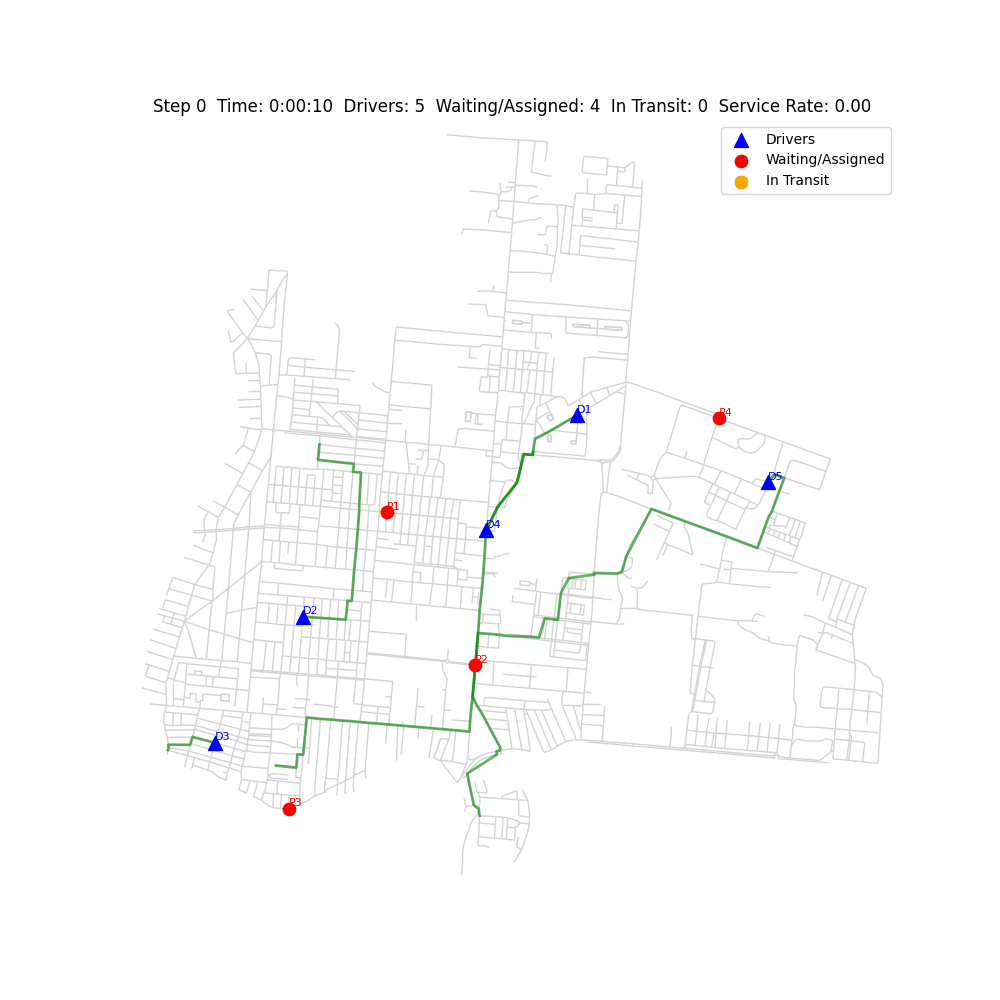 Step 0  Time: 0:00:10  Drivers: 5  Waiting/Assigned: 4  In Transit: 0  Service Rate: 0.00
Drivers
Waiting/Assigned
In Transit
D1
P4
D5
P1
D4
D2
P2
D3
P3